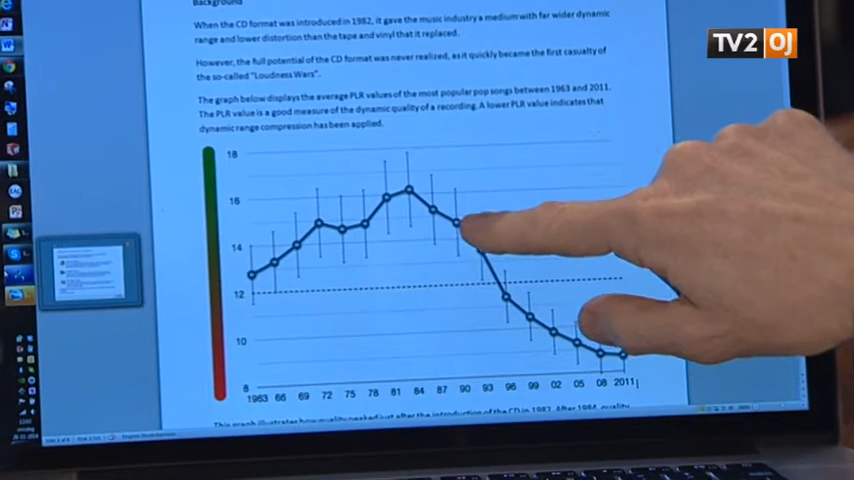 Background
When the CD format was introduced in 1982, it gave the music industry a medium with far wider dynamic
range and lower distortion than the tape and vinyl that it replaced.
However, the full potential of the CD format was never realized, as it quickly became the first casualty of
the so-called "Loudness Wars".
The graph below displays the average PLR values of the most popular pop songs between 1963 and 2011.
The PLR value is a good measure of the dynamic quality of a recording. A lower PLR value indicates that
dynamic range compression has been applied.
TV2 OJ
18
16
14
12
10
8
1963 66 69 72 75 78 81 84 87 90 93 96 99 02 05 08 2011
This graph illustrates how quality peaked just after the introduction of the CD in 1982. After 1984, quality